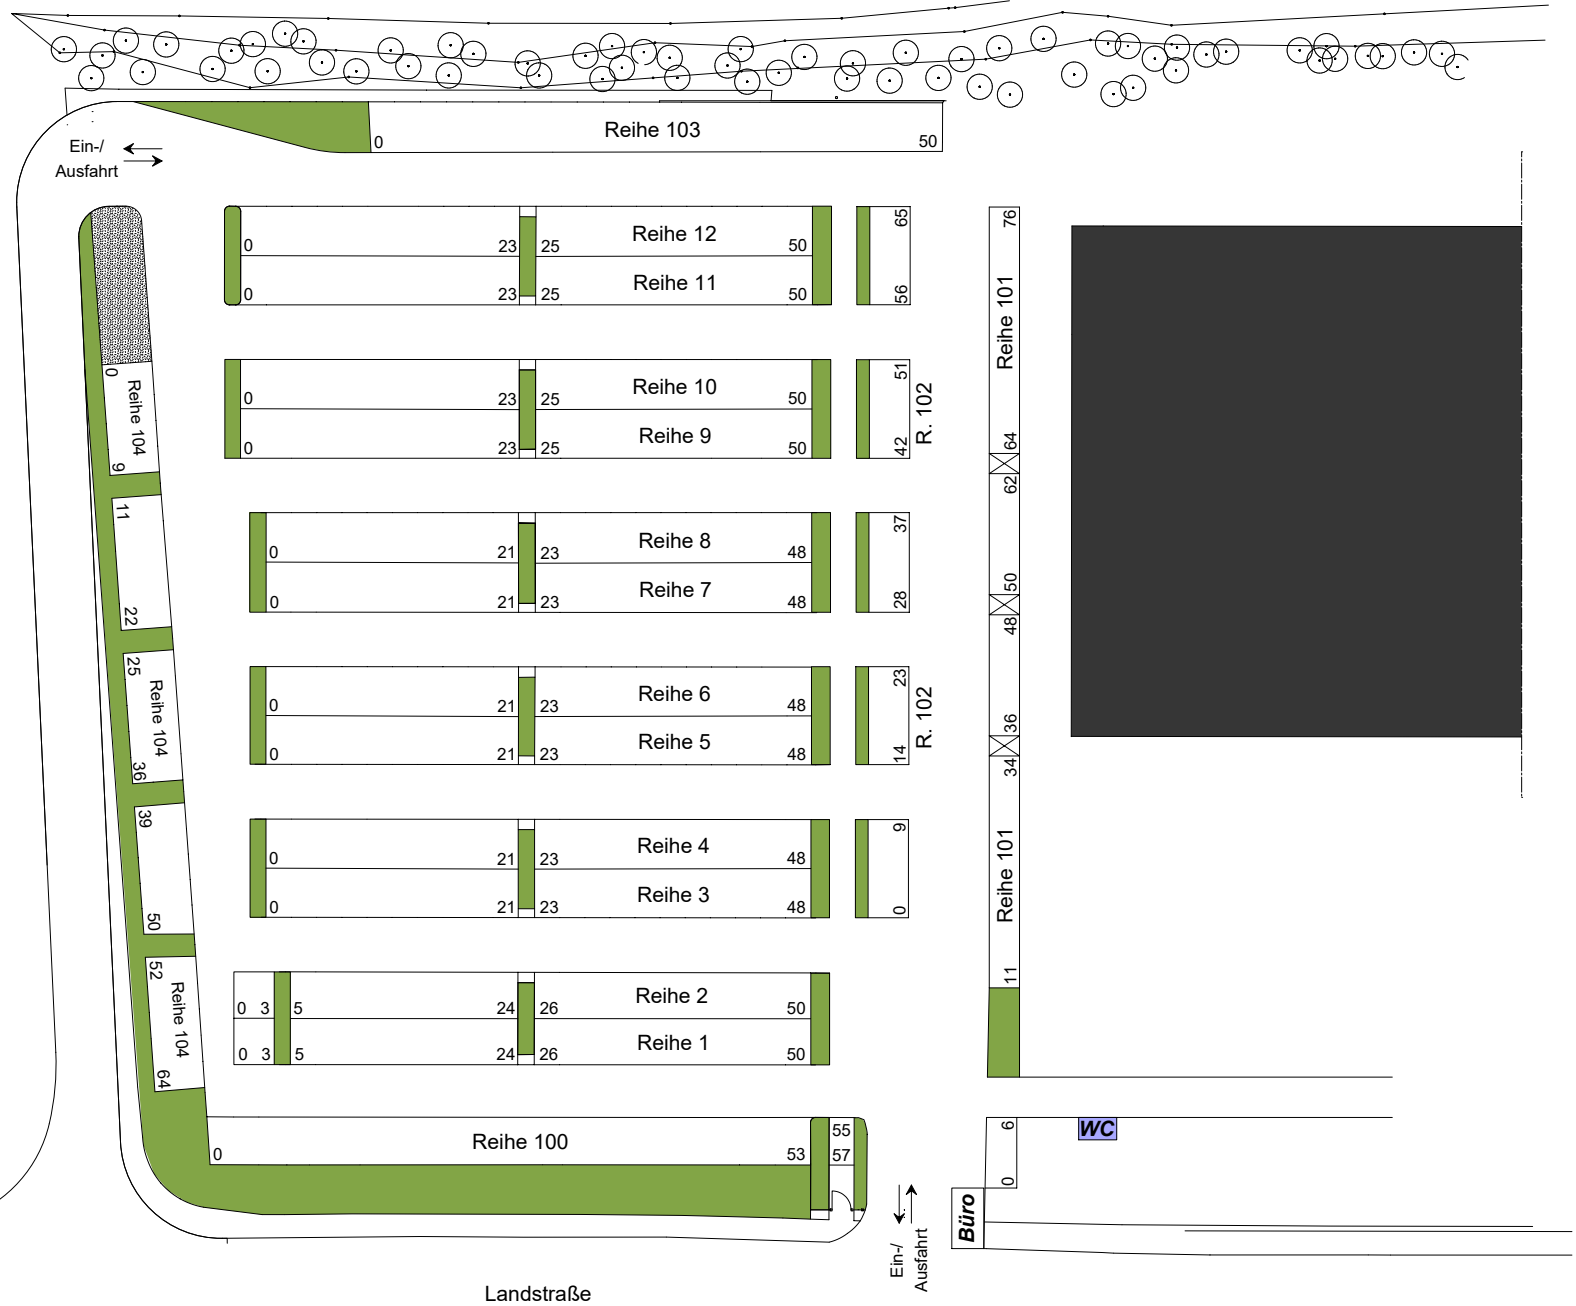 Reihe 103
0 50
Ein-/
Ausfahrt
Reihe 12
0 23 25 50
Reihe 11
0 23 25 50
65
56
76
Reihe 101
64
Reihe 10
0 23 25 50
Reihe 9
0 23 25 50
51
42
R. 102
0
Reihe 104
9
62
50
11
22
Reihe 8
0 21 23 48
Reihe 7
0 21 23 48
37
28
48
36
25
Reihe 104
36
Reihe 6
0 21 23 48
Reihe 5
0 21 23 48
23
14
R. 102
34
Reihe 101
11
39
50
Reihe 4
0 21 23 48
Reihe 3
0 21 23 48
9
0
52
Reihe 104
64
Reihe 2
0 3 5 24 26 50
Reihe 1
0 3 5 24 26 50
Reihe 100
0 53
55
57
6
0
WC
Büro
Ein-/
Ausfahrt
Landstraße